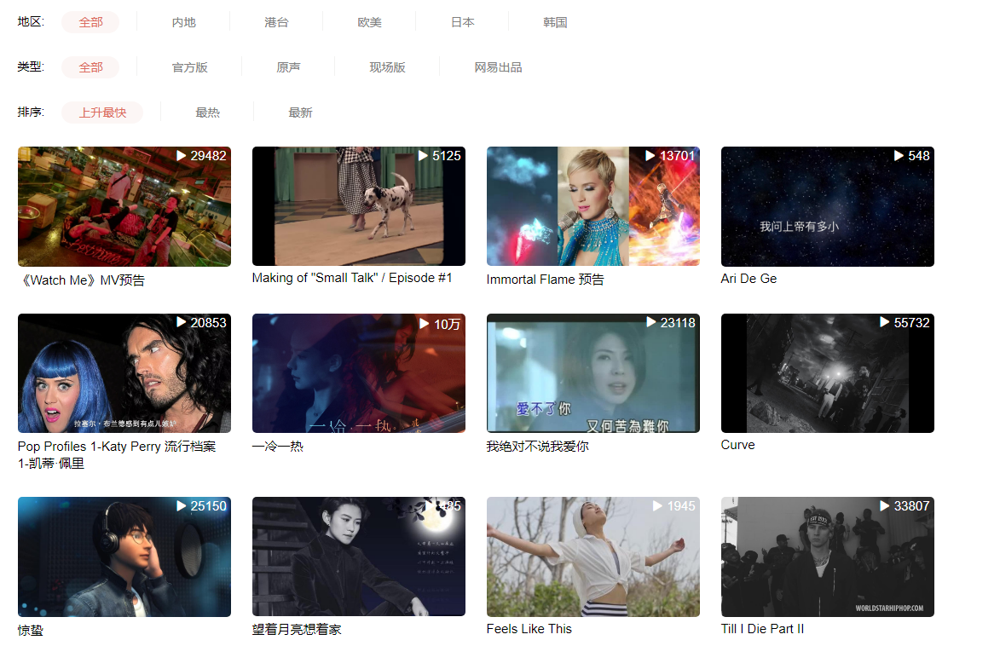 地区: 全部 内地 港台 欧美 日本 韩国
类型: 全部 官方版 原声 现场版 网易出品
排序: 上升最快 最热 最新
29482
5125
13701
548
我问上帝有多小
《Watch Me》MV预告
Making of "Small Talk" / Episode #1
Immortal Flame 预告
Ari De Ge
20853
10万
23118
55732
拉塞尔·布兰德感到有点儿嫉妒
一冷·一热
愛不了你
又何苦為難你
Pop Profiles 1-Katy Perry 流行档案
1-凯蒂·佩里
一冷一热
我绝对不说我爱你
Curve
25150
485
1945
33807
WORLDSTARHIPHOP.COM
惊蛰
望着月亮想着家
Feels Like This
Till I Die Part II